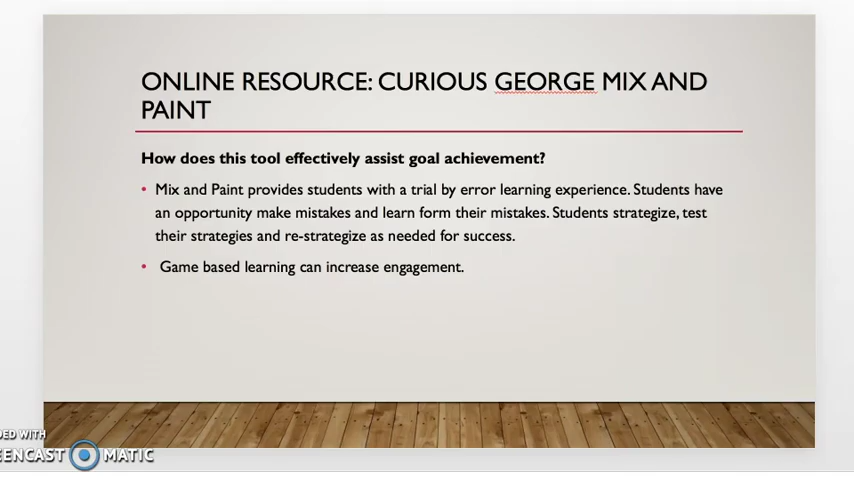 ONLINE RESOURCE: CURIOUS GEORGE MIX AND
PAINT
How does this tool effectively assist goal achievement?
• Mix and Paint provides students with a trial by error learning experience. Students have
an opportunity make mistakes and learn form their mistakes. Students strategize, test
their strategies and re-strategize as needed for success.
• Game based learning can increase engagement.
DED WITH
EENCAST MATIC